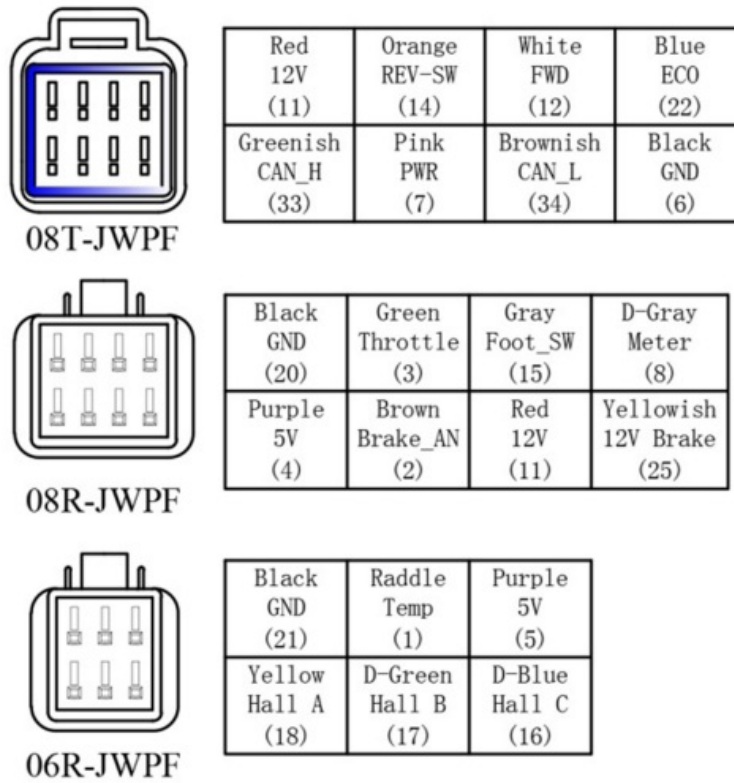 Red Orange White Blue
12V REV-SW FWD ECO
(11) (14) (12) (22)
Greenish Pink Brownish Black
CAN_H PWR CAN_L GND
(33) (7) (34) (6)
08T-JWPF
Black Green Gray D-Gray
GND Throttle Foot_SW Meter
(20) (3) (15) (8)
Purple Brown Red Yellowish
5V Brake_AN 12V 12V Brake
(4) (2) (11) (25)
08R-JWPF
Black Raddle Purple
GND Temp 5V
(21) (1) (5)
Yellow D-Green D-Blue
Hall A Hall B Hall C
(18) (17) (16)
06R-JWPF